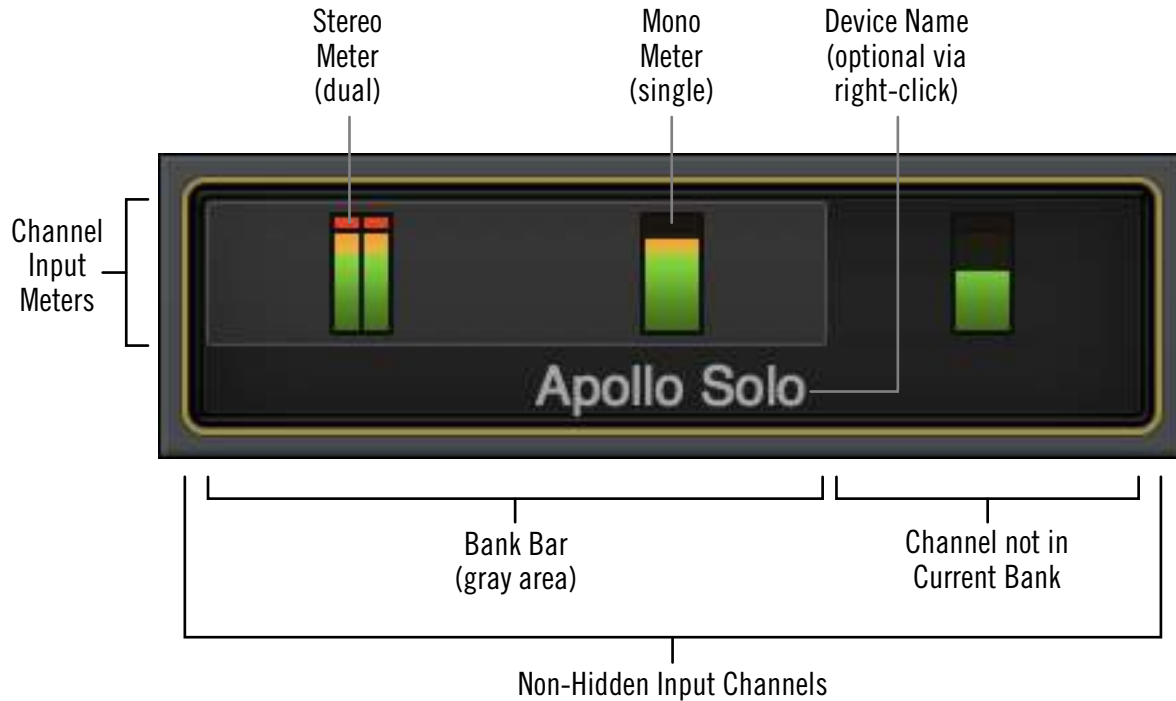 Stereo
Meter
(dual)
Mono
Meter
(single)
Device Name
(optional via
right-click)
Channel
Input
Meters
Apollo Solo
Bank Bar
(gray area)
Channel not in
Current Bank
Non-Hidden Input Channels